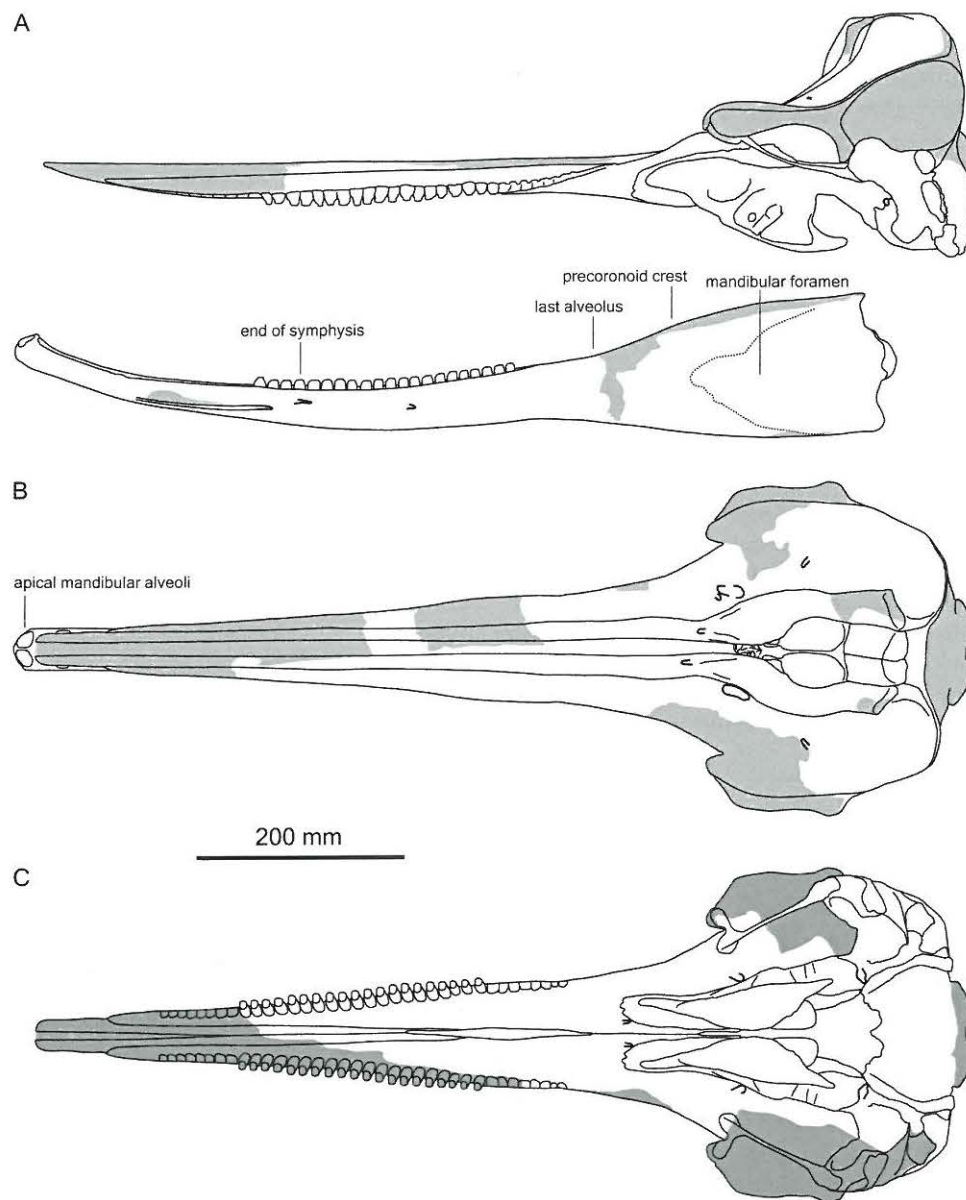 A
precoronoid crest
mandibular foramen
last alveolus
end of symphysis
B
apical mandibular alveoli
200 mm
C